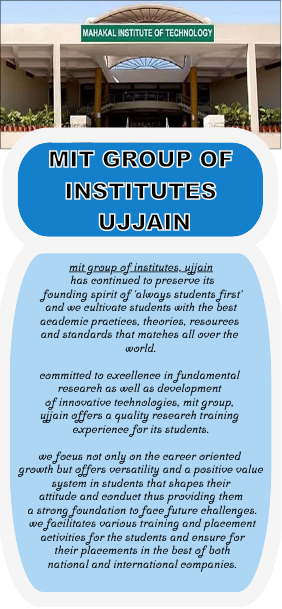 MAHAKAL INSTITUTE OF TECHNOLOGY
MIT GROUP OF
INSTITUTES
UJJAIN
mit group of institutes, ujjain
has continued to preserve its
founding spirit of 'always students first'
and we cultivate students with the best
academic practices, theories, resources
and standards that matches all over the
world.
committed to excellence in fundamental
research as well as development
of innovative technologies, mit group,
ujjain offers a quality research training
experience for its students.
we focus not only on the career oriented
growth but offers versatility and a positive value
system in students that shapes their
attitude and conduct thus providing them
a strong foundation to face future challenges.
we facilitates various training and placement
activities for the students and ensure for
their placements in the best of both
national and international companies.